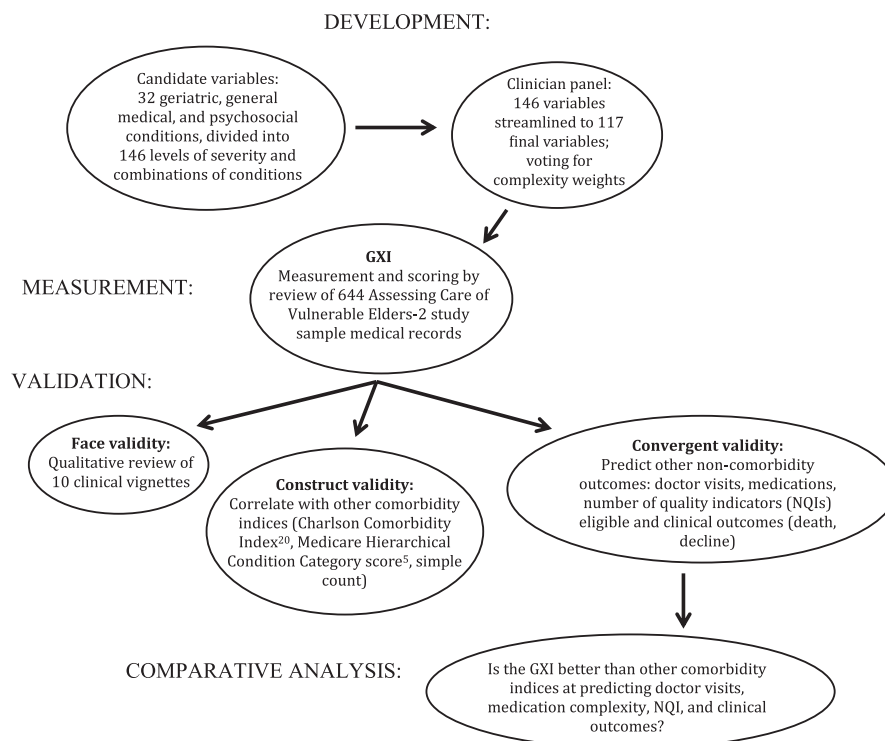 DEVELOPMENT:
Candidate variables:
32 geriatric, general
medical, and psychosocial
conditions, divided into
146 levels of severity and
combinations of conditions
Clinician panel:
146 variables
streamlined to 117
final variables;
voting for
complexity weights
MEASUREMENT:
GXI
Measurement and scoring by
review of 644 Assessing Care of
Vulnerable Elders-2 study
sample medical records
VALIDATION:
Face validity:
Qualitative review of
10 clinical vignettes
Construct validity:
Correlate with other comorbidity
indices (Charlson Comorbidity
Index²⁰, Medicare Hierarchical
Condition Category score⁵, simple
count)
Convergent validity:
Predict other non-comorbidity
outcomes: doctor visits, medications,
number of quality indicators (NQIs)
eligible and clinical outcomes (death,
decline)
COMPARATIVE ANALYSIS:
Is the GXI better than other comorbidity
indices at predicting doctor visits,
medication complexity, NQI, and clinical
outcomes?